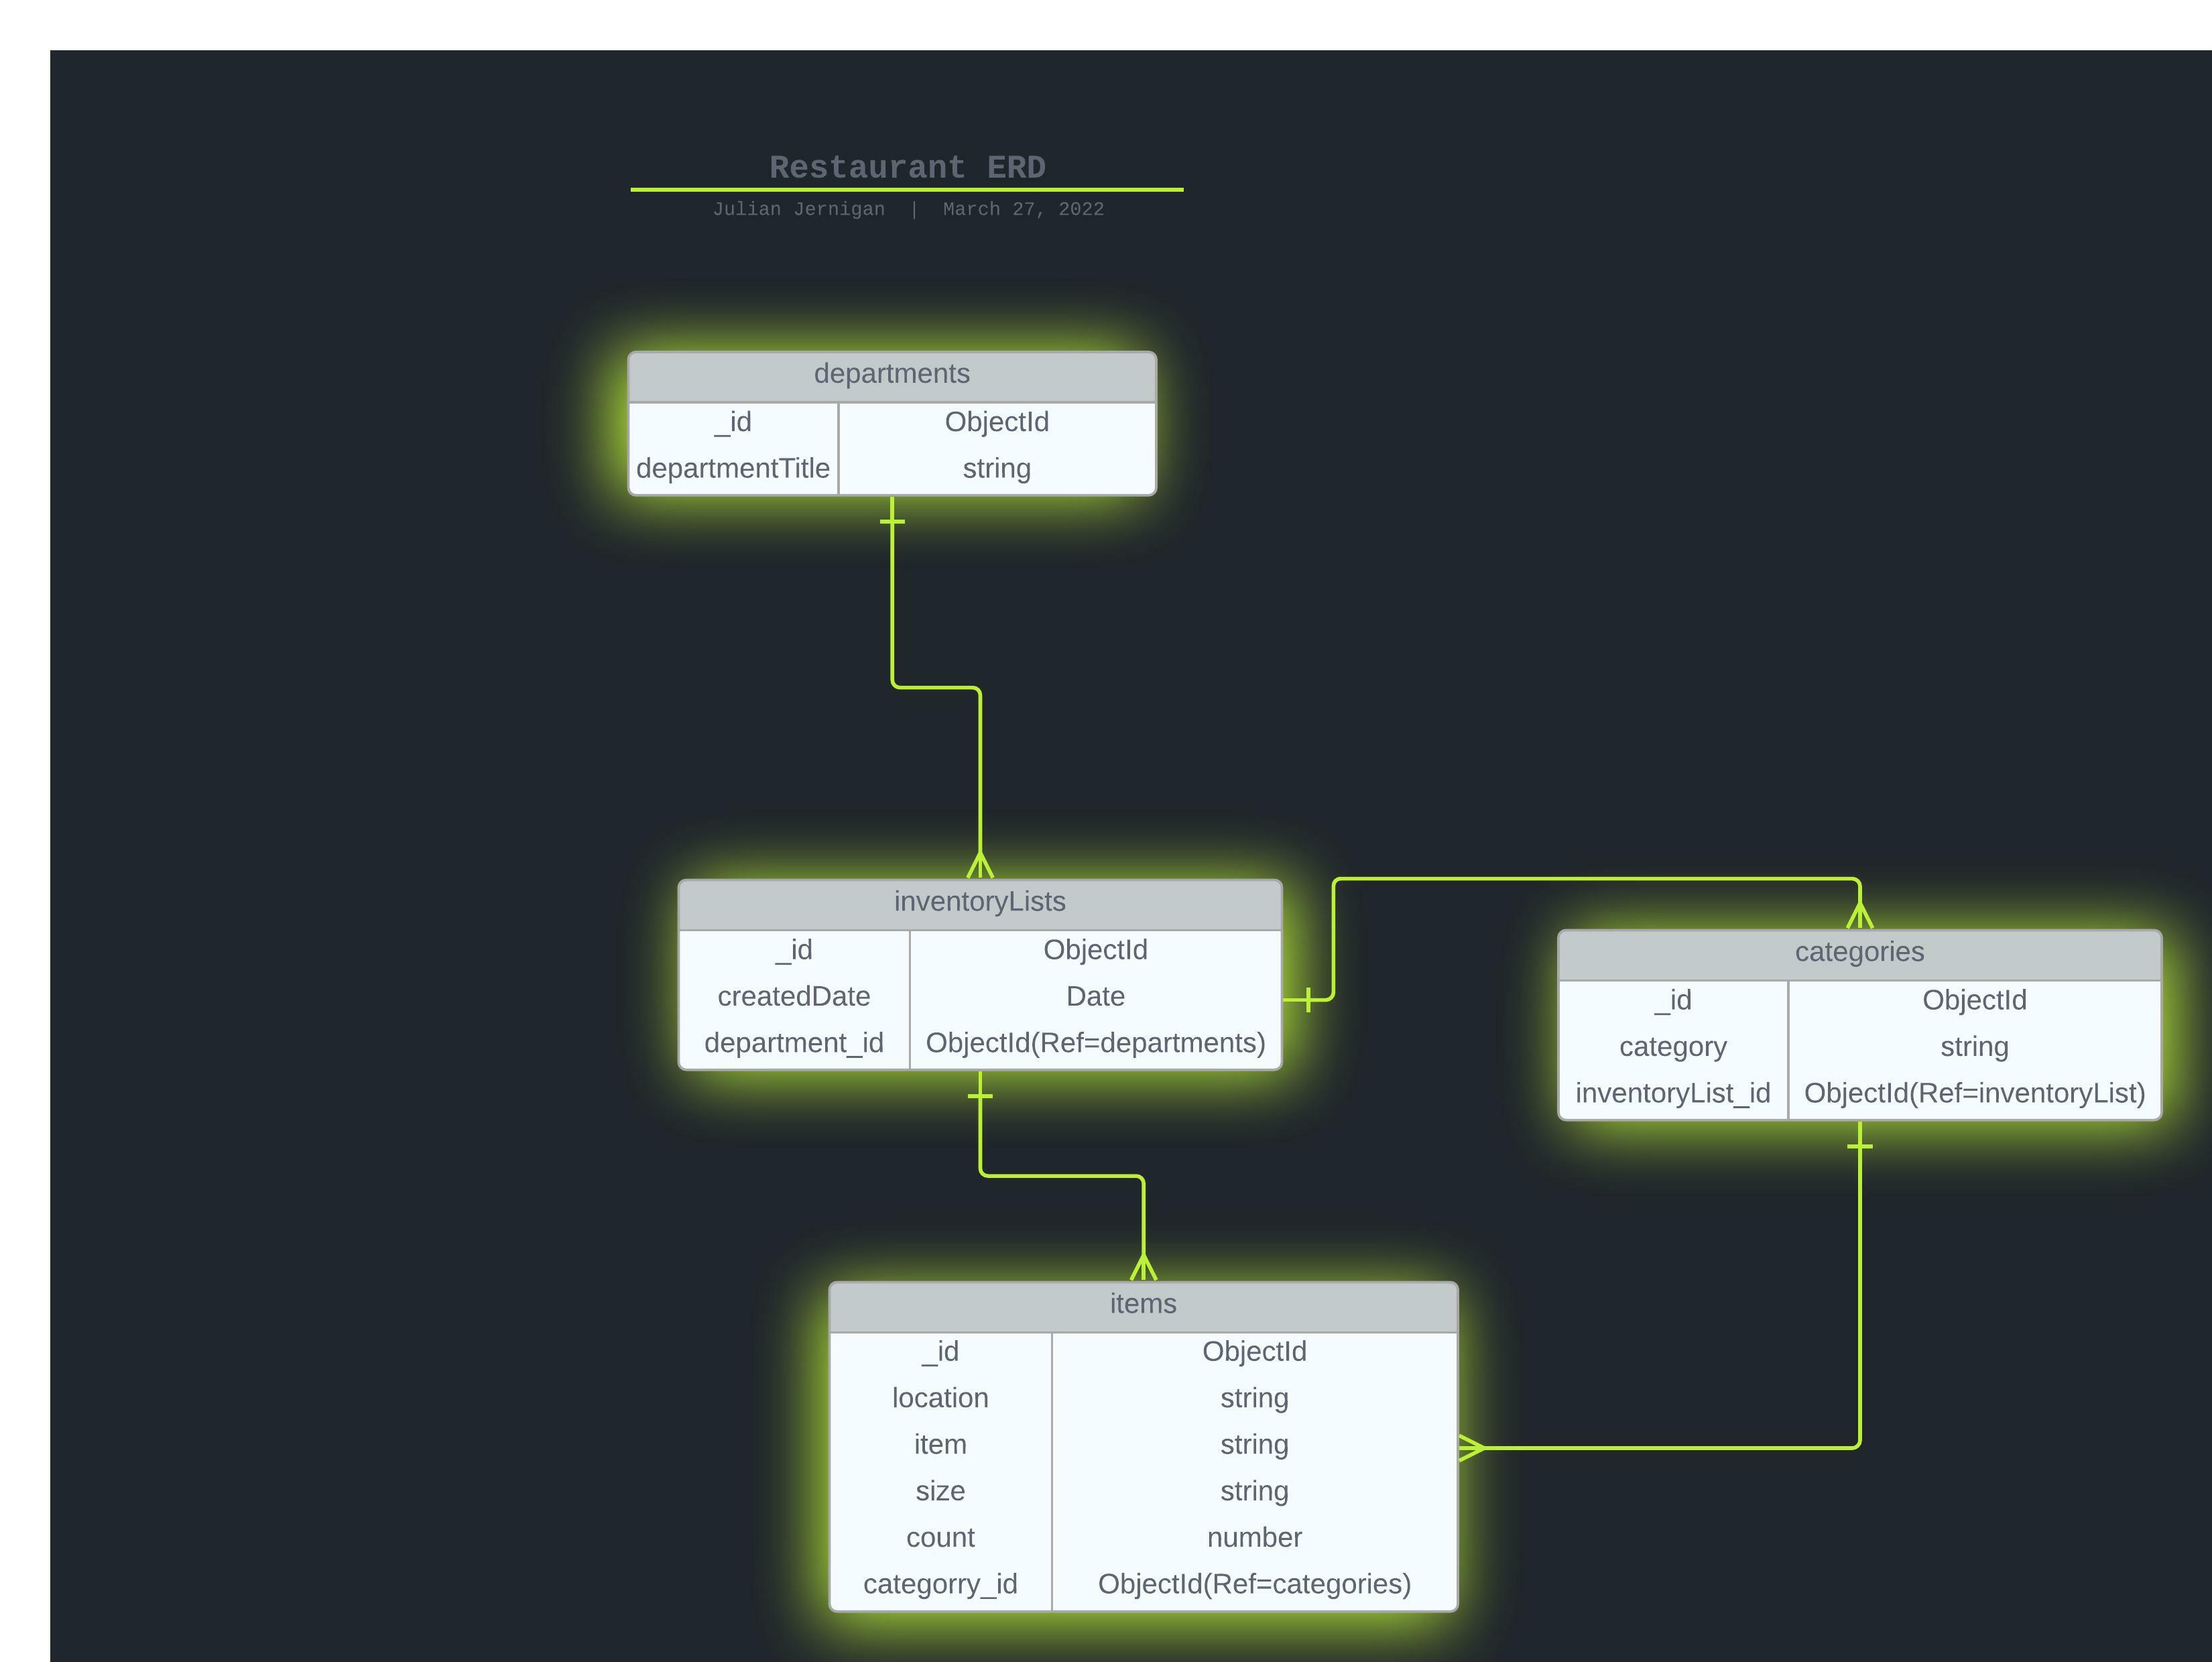 Restaurant ERD
Julian Jernigan | March 27, 2022
departments
_id ObjectId
departmentTitle string
inventoryLists
_id ObjectId
createdDate Date
department_id ObjectId(Ref=departments)
categories
_id ObjectId
category string
inventoryList_id ObjectId(Ref=inventoryList)
items
_id ObjectId
location string
item string
size string
count number
categorry_id ObjectId(Ref=categories)